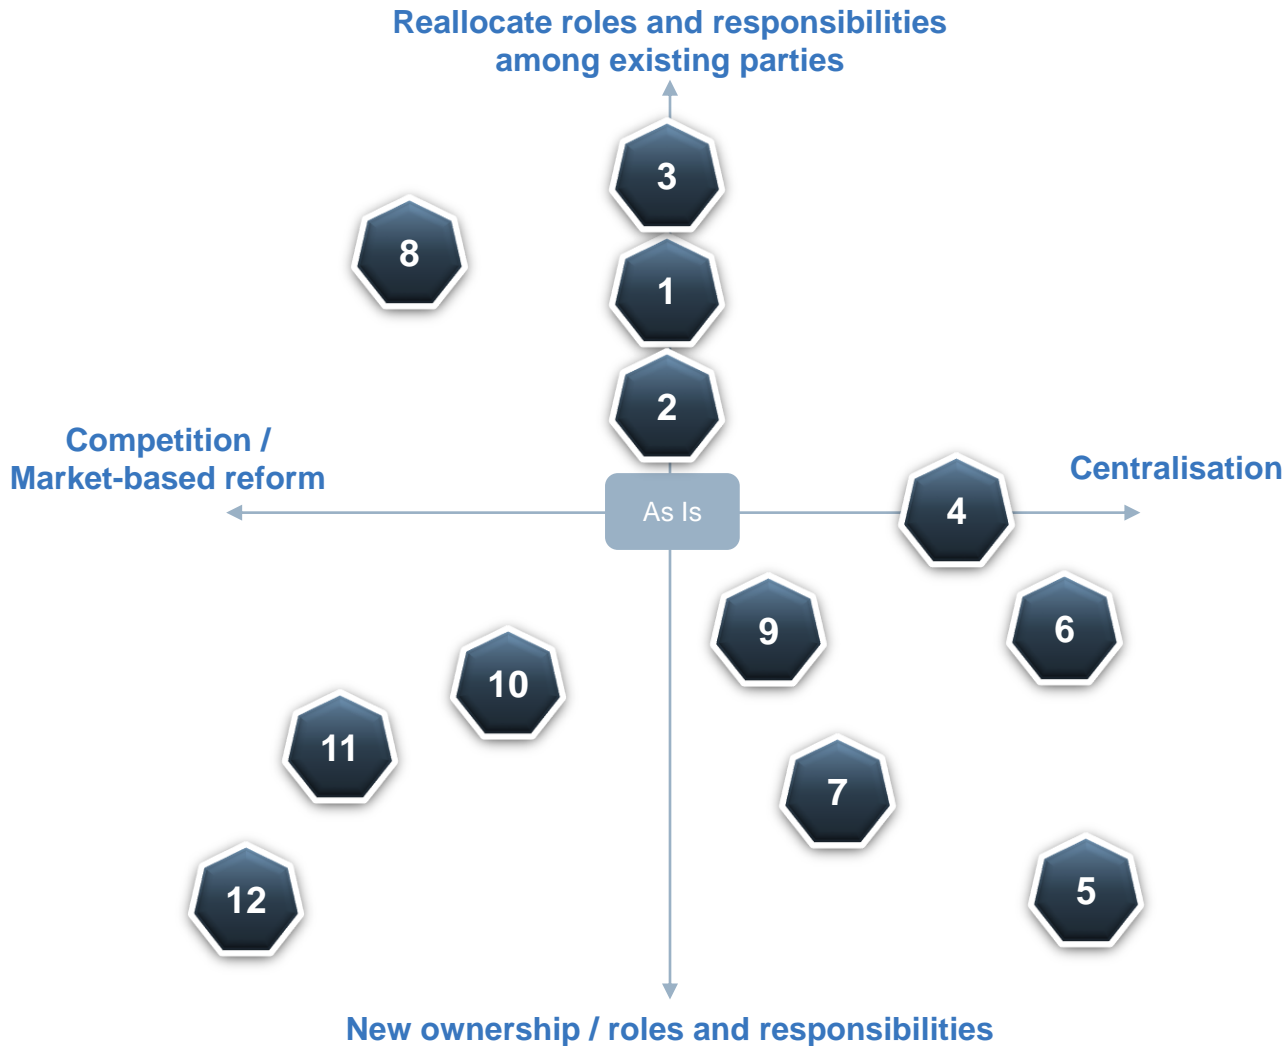 Reallocate roles and responsibilities
among existing parties
3
8
1
2
Competition /
Market-based reform
Centralisation
As Is
4
9
6
10
11
7
12
5
New ownership / roles and responsibilities